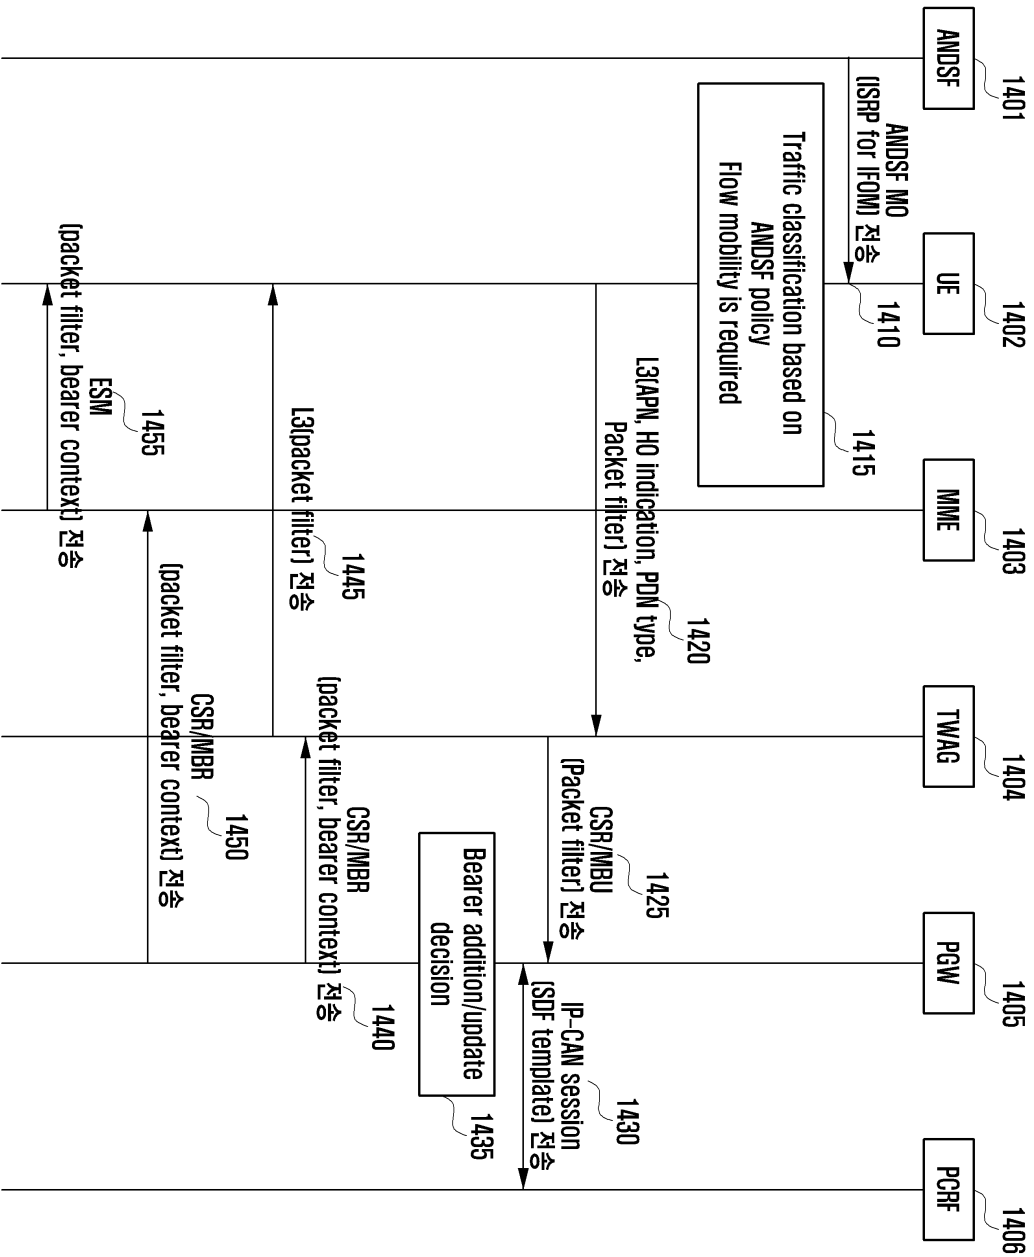 1401
1402
1403
1404
1405
1406
ANDSF
UE
MME
TWAG
PGW
PCRF
ANDSF MO
(ISRP for IFOM) 전송
1410
Traffic classification based on
ANDSF policy
Flow mobility is required
1415
1420
L3(APN, HO indication, PDN type,
Packet filter) 전송
1425
CSR/MBU
(Packet filter) 전송
1430
IP-CAN session
(SDF template) 전송
Bearer addition/update
decision
1435
1440
CSR/MBR
(packet filter, bearer context) 전송
1445
L3(packet filter) 전송
1450
CSR/MBR
(packet filter, bearer context) 전송
1455
ESM
(packet filter, bearer context) 전송